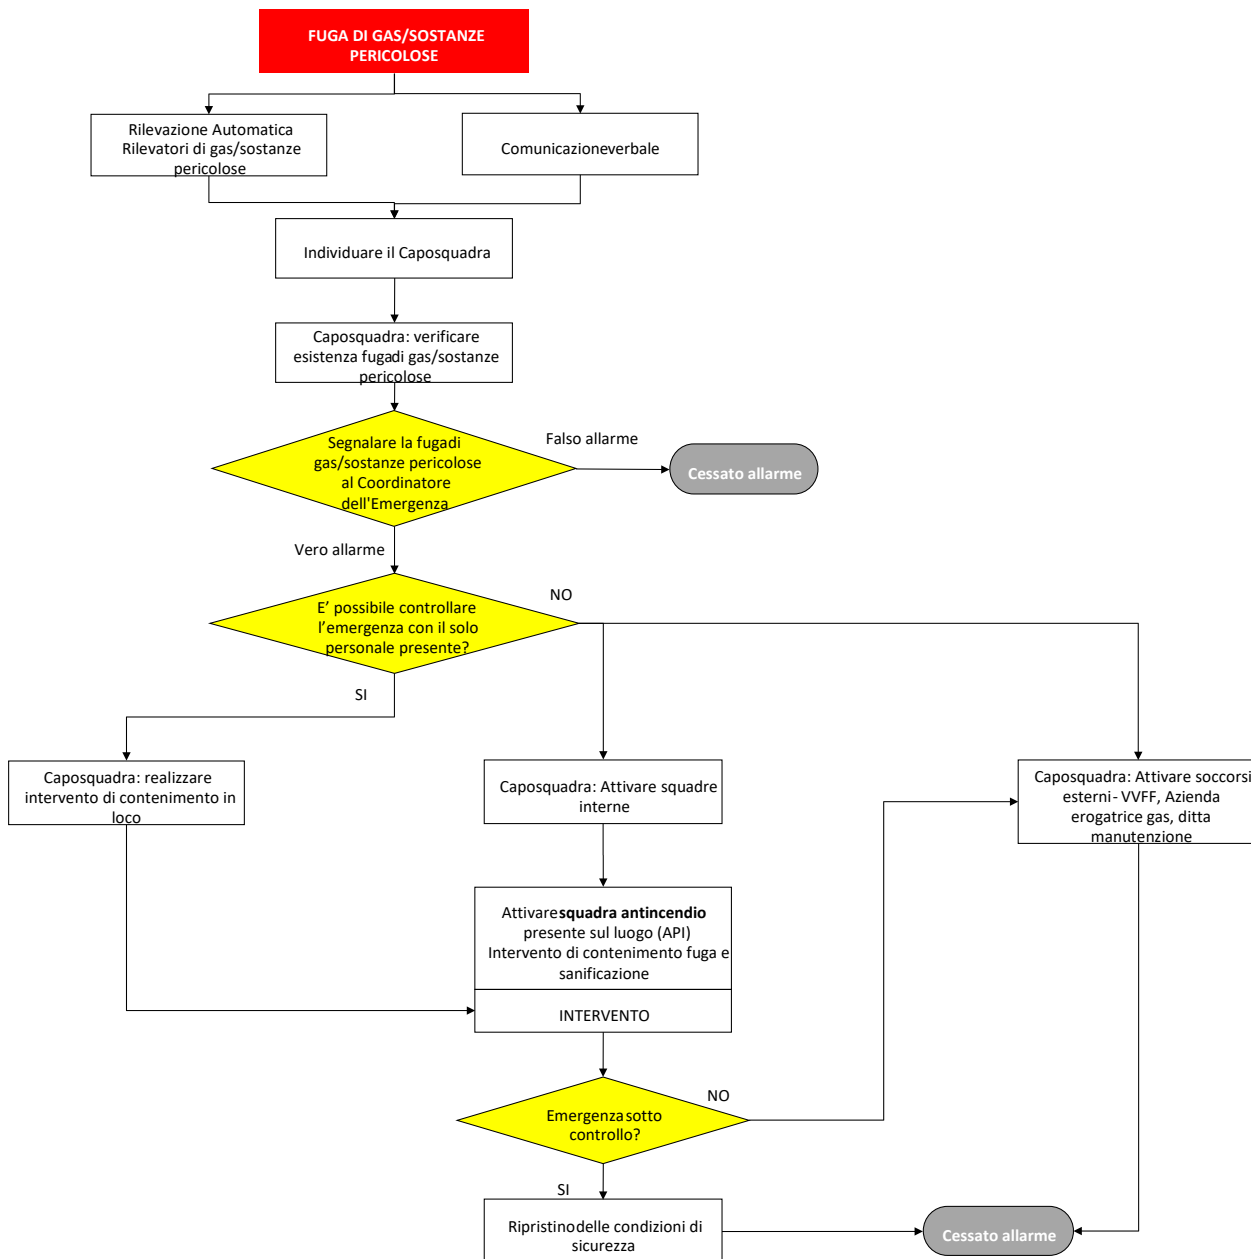 FUGA DI GAS/SOSTANZE
PERICOLOSE
Rilevazione Automatica
Rilevatori di gas/sostanze
pericolose
Comunicazioneverbale
Individuare il Caposquadra
Caposquadra: verificare
esistenza fugadi gas/sostanze
pericolose
Segnalare la fugadi
gas/sostanze pericolose
al Coordinatore
dell'Emergenza
Falso allarme
Cessato allarme
Vero allarme
E’ possibile controllare
l’emergenza con il solo
personale presente?
NO
SI
Caposquadra: realizzare
intervento di contenimento in
loco
Caposquadra: Attivare squadre
interne
Caposquadra: Attivare soccorsi
esterni- VVFF, Azienda
erogatrice gas, ditta
manutenzione
Attivaresquadra antincendio
presente sul luogo (API)
Intervento di contenimento fuga e
sanificazione
INTERVENTO
Emergenzasotto
controllo?
NO
SI
Ripristinodelle condizioni di
sicurezza
Cessato allarme